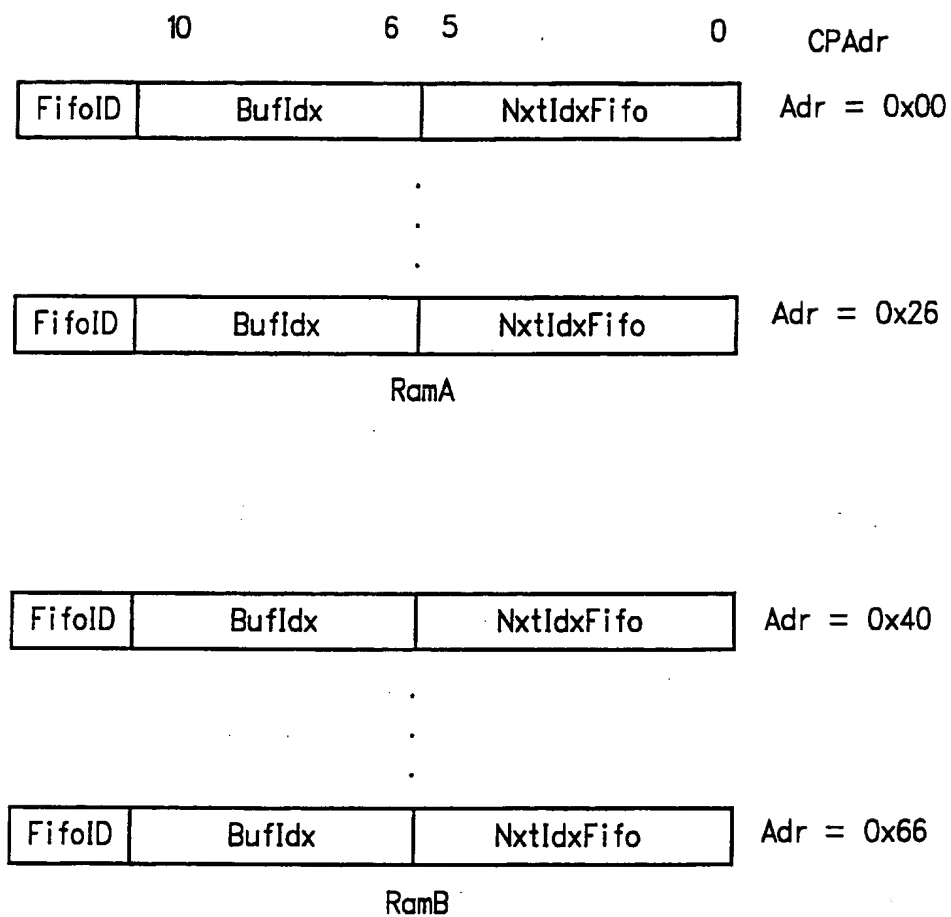 10 6 5 0 CPAdr
FifoID BufIdx NxtIdxFifo Adr = 0x00
FifoID BufIdx NxtIdxFifo Adr = 0x26
RamA
FifoID BufIdx NxtIdxFifo Adr = 0x40
FifoID BufIdx NxtIdxFifo Adr = 0x66
RamB